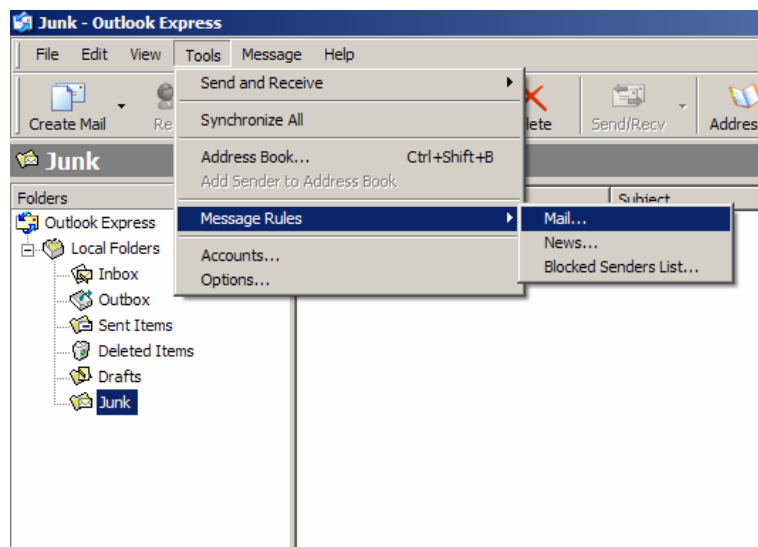 Junk - Outlook Express
File Edit View Tools Message Help
Create Mail Re lete Send/Recv Addres
Send and Receive
Synchronize All
Address Book... Ctrl+Shift+B
Add Sender to Address Book
Message Rules
Accounts...
Options...
Mail...
News...
Blocked Senders List...
Junk
Folders
Subject
Outlook Express
Local Folders
Inbox
Outbox
Sent Items
Deleted Items
Drafts
Junk